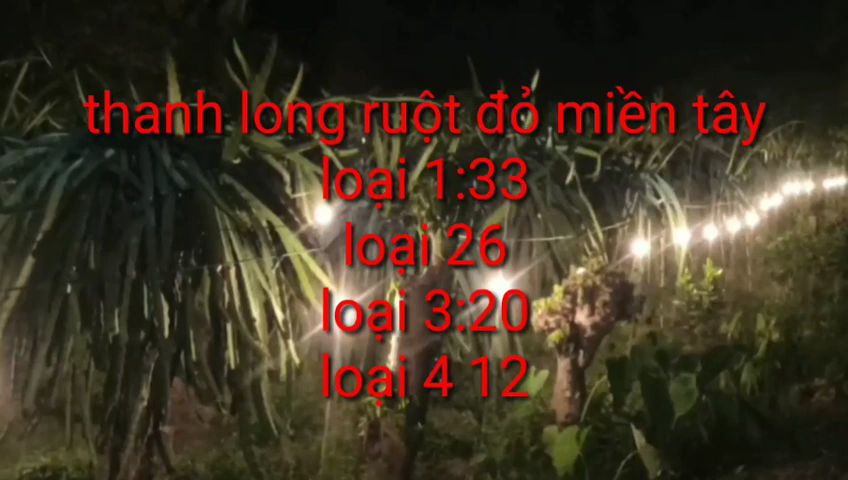 thanh long ruột đỏ miền tây
loại 1:33
loại 26
loại 3:20
loại 4 12